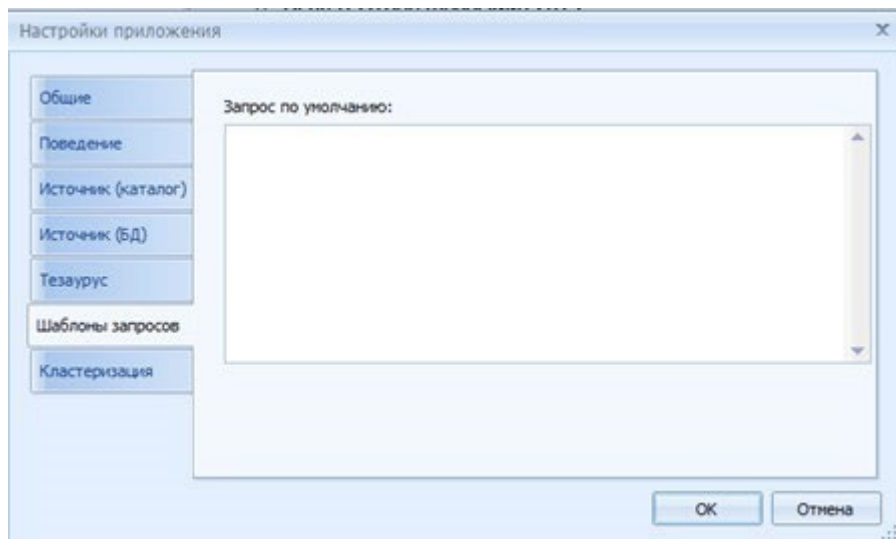 Настройки приложения
Общие
Поведение
Источник (каталог)
Источник (БД)
Тезаурус
Шаблоны запросов
Кластеризация
Запрос по умолчанию:
OK
Отмена